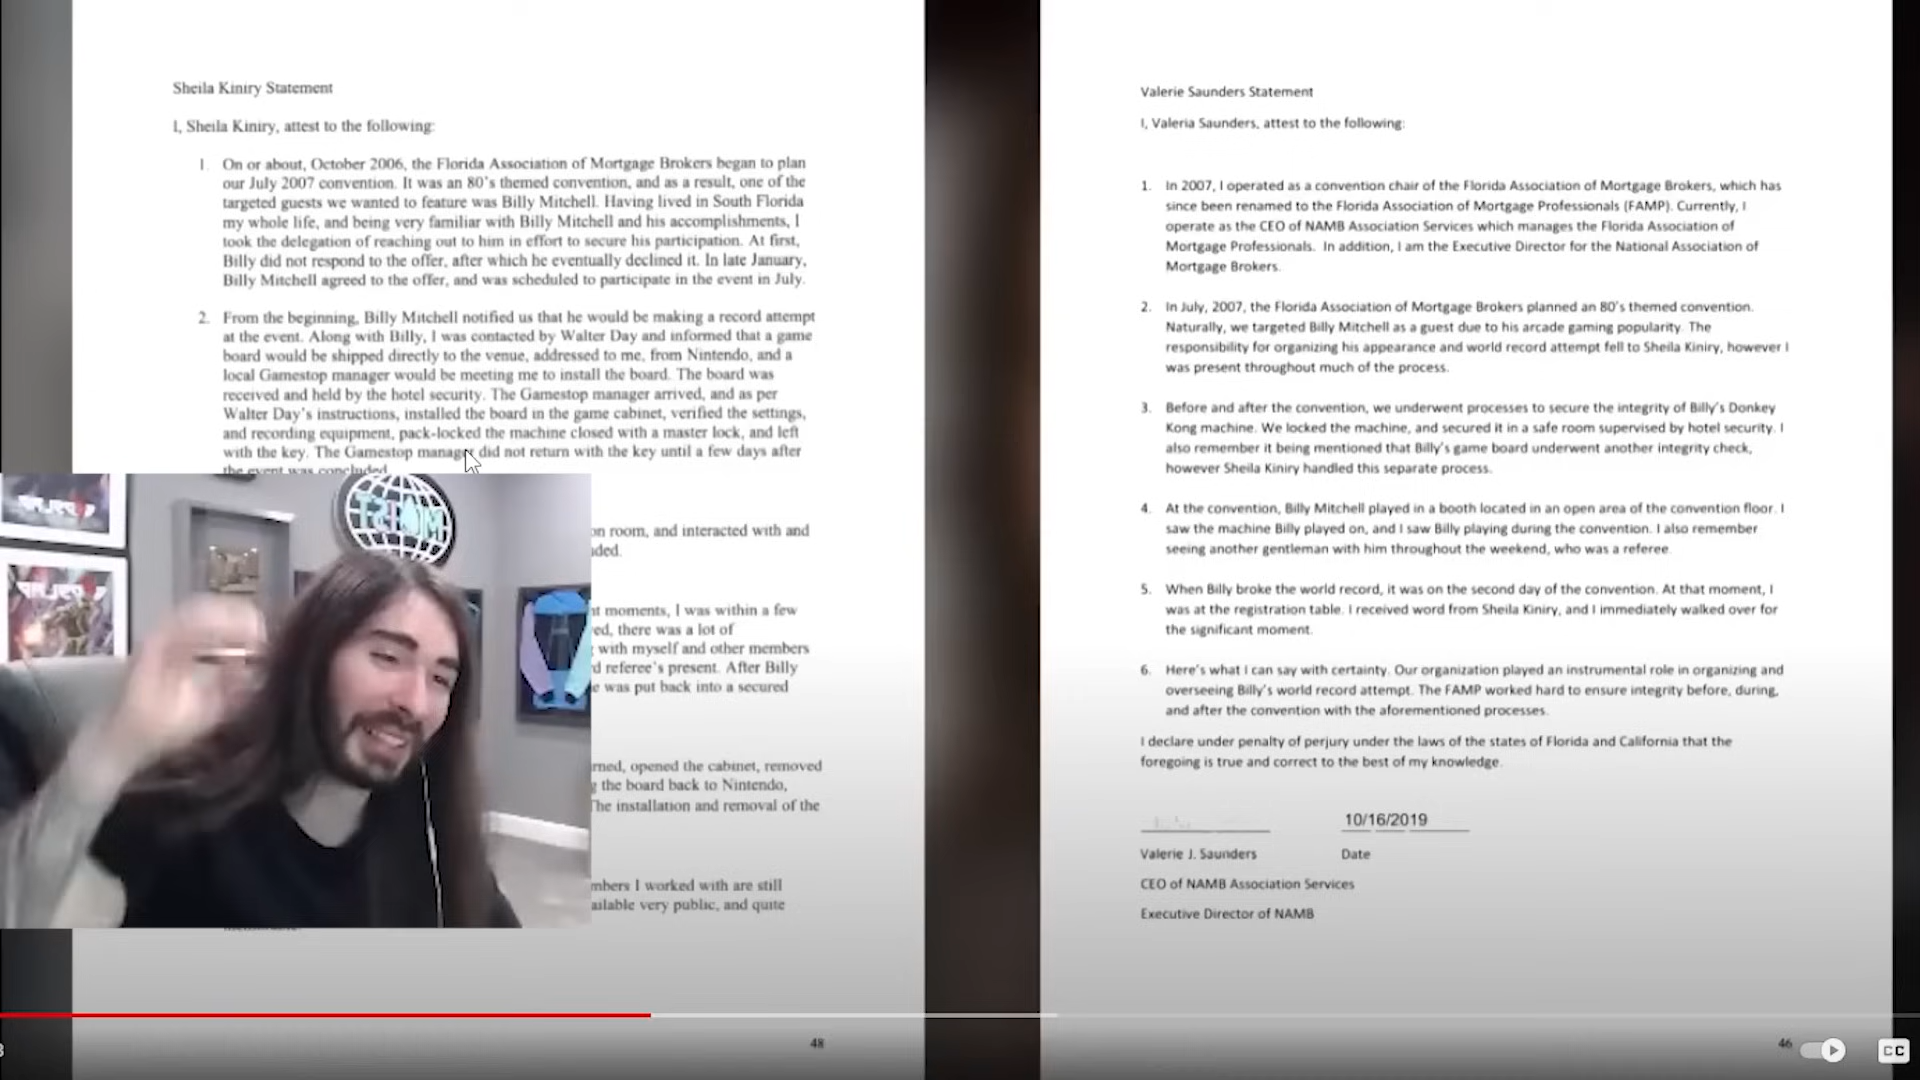 Sheila Kiniry Statement
I, Sheila Kiniry, attest to the following:
1. On or about, October 2006, the Florida Association of Mortgage Brokers began to plan
our July 2007 convention. It was an 80's themed convention, and as a result, one of the
targeted guests we wanted to feature was Billy Mitchell. Having lived in South Florida
my whole life, and being very familiar with Billy Mitchell and his accomplishments, I
took the delegation of reaching out to him in effort to secure his participation. At first,
Billy did not respond to the offer, after which he eventually declined it. In late January,
Billy Mitchell agreed to the offer, and was scheduled to participate in the event in July.
2. From the beginning, Billy Mitchell notified us that he would be making a record attempt
at the event. Along with Billy, I was contacted by Walter Day and informed that a game
board would be shipped directly to the venue, addressed to me, from Nintendo, and a
local Gamestop manager would be meeting me to install the board. The board was
received and held by the hotel security. The Gamestop manager arrived, and as per
Walter Day's instructions, installed the board in the game cabinet, verified the settings,
and recording equipment, pack-locked the machine closed with a master lock, and left
with the key. The Gamestop manager did not return with the key until a few days after
the event was concluded
on room, and interacted with and
ded.
t moments, I was within a few
ed, there was a lot of
with myself and other members
d referee's present. After Billy
e was put back into a secured
rned, opened the cabinet, removed
the board back to Nintendo,
The installation and removal of the
mbers I worked with are still
ailable very public, and quite
48
MOIST
Valerie Saunders Statement
I, Valeria Saunders, attest to the following:
1. In 2007, I operated as a convention chair of the Florida Association of Mortgage Brokers, which has
since been renamed to the Florida Association of Mortgage Professionals (FAMP). Currently, I
operate as the CEO of NAMB Association Services which manages the Florida Association of
Mortgage Professionals. In addition, I am the Executive Director for the National Association of
Mortgage Brokers.
2. In July, 2007, the Florida Association of Mortgage Brokers planned an 80's themed convention.
Naturally, we targeted Billy Mitchell as a guest due to his arcade gaming popularity. The
responsibility for organizing his appearance and world record attempt fell to Sheila Kiniry, however I
was present throughout much of the process.
3. Before and after the convention, we underwent processes to secure the integrity of Billy's Donkey
Kong machine. We locked the machine, and secured it in a safe room supervised by hotel security. I
also remember it being mentioned that Billy's game board underwent another integrity check,
however Sheila Kiniry handled this separate process.
4. At the convention, Billy Mitchell played in a booth located in an open area of the convention floor. I
saw the machine Billy played on, and I saw Billy playing during the convention. I also remember
seeing another gentleman with him throughout the weekend, who was a referee.
5. When Billy broke the world record, it was on the second day of the convention. At that moment, I
was at the registration table. I received word from Sheila Kiniry, and I immediately walked over for
the significant moment.
6. Here's what I can say with certainty. Our organization played an instrumental role in organizing and
overseeing Billy's world record attempt. The FAMP worked hard to ensure integrity before, during,
and after the convention with the aforementioned processes.
I declare under penalty of perjury under the laws of the states of Florida and California that the
foregoing is true and correct to the best of my knowledge.
10/16/2019
Valerie J. Saunders Date
CEO of NAMB Association Services
Executive Director of NAMB
46
CC